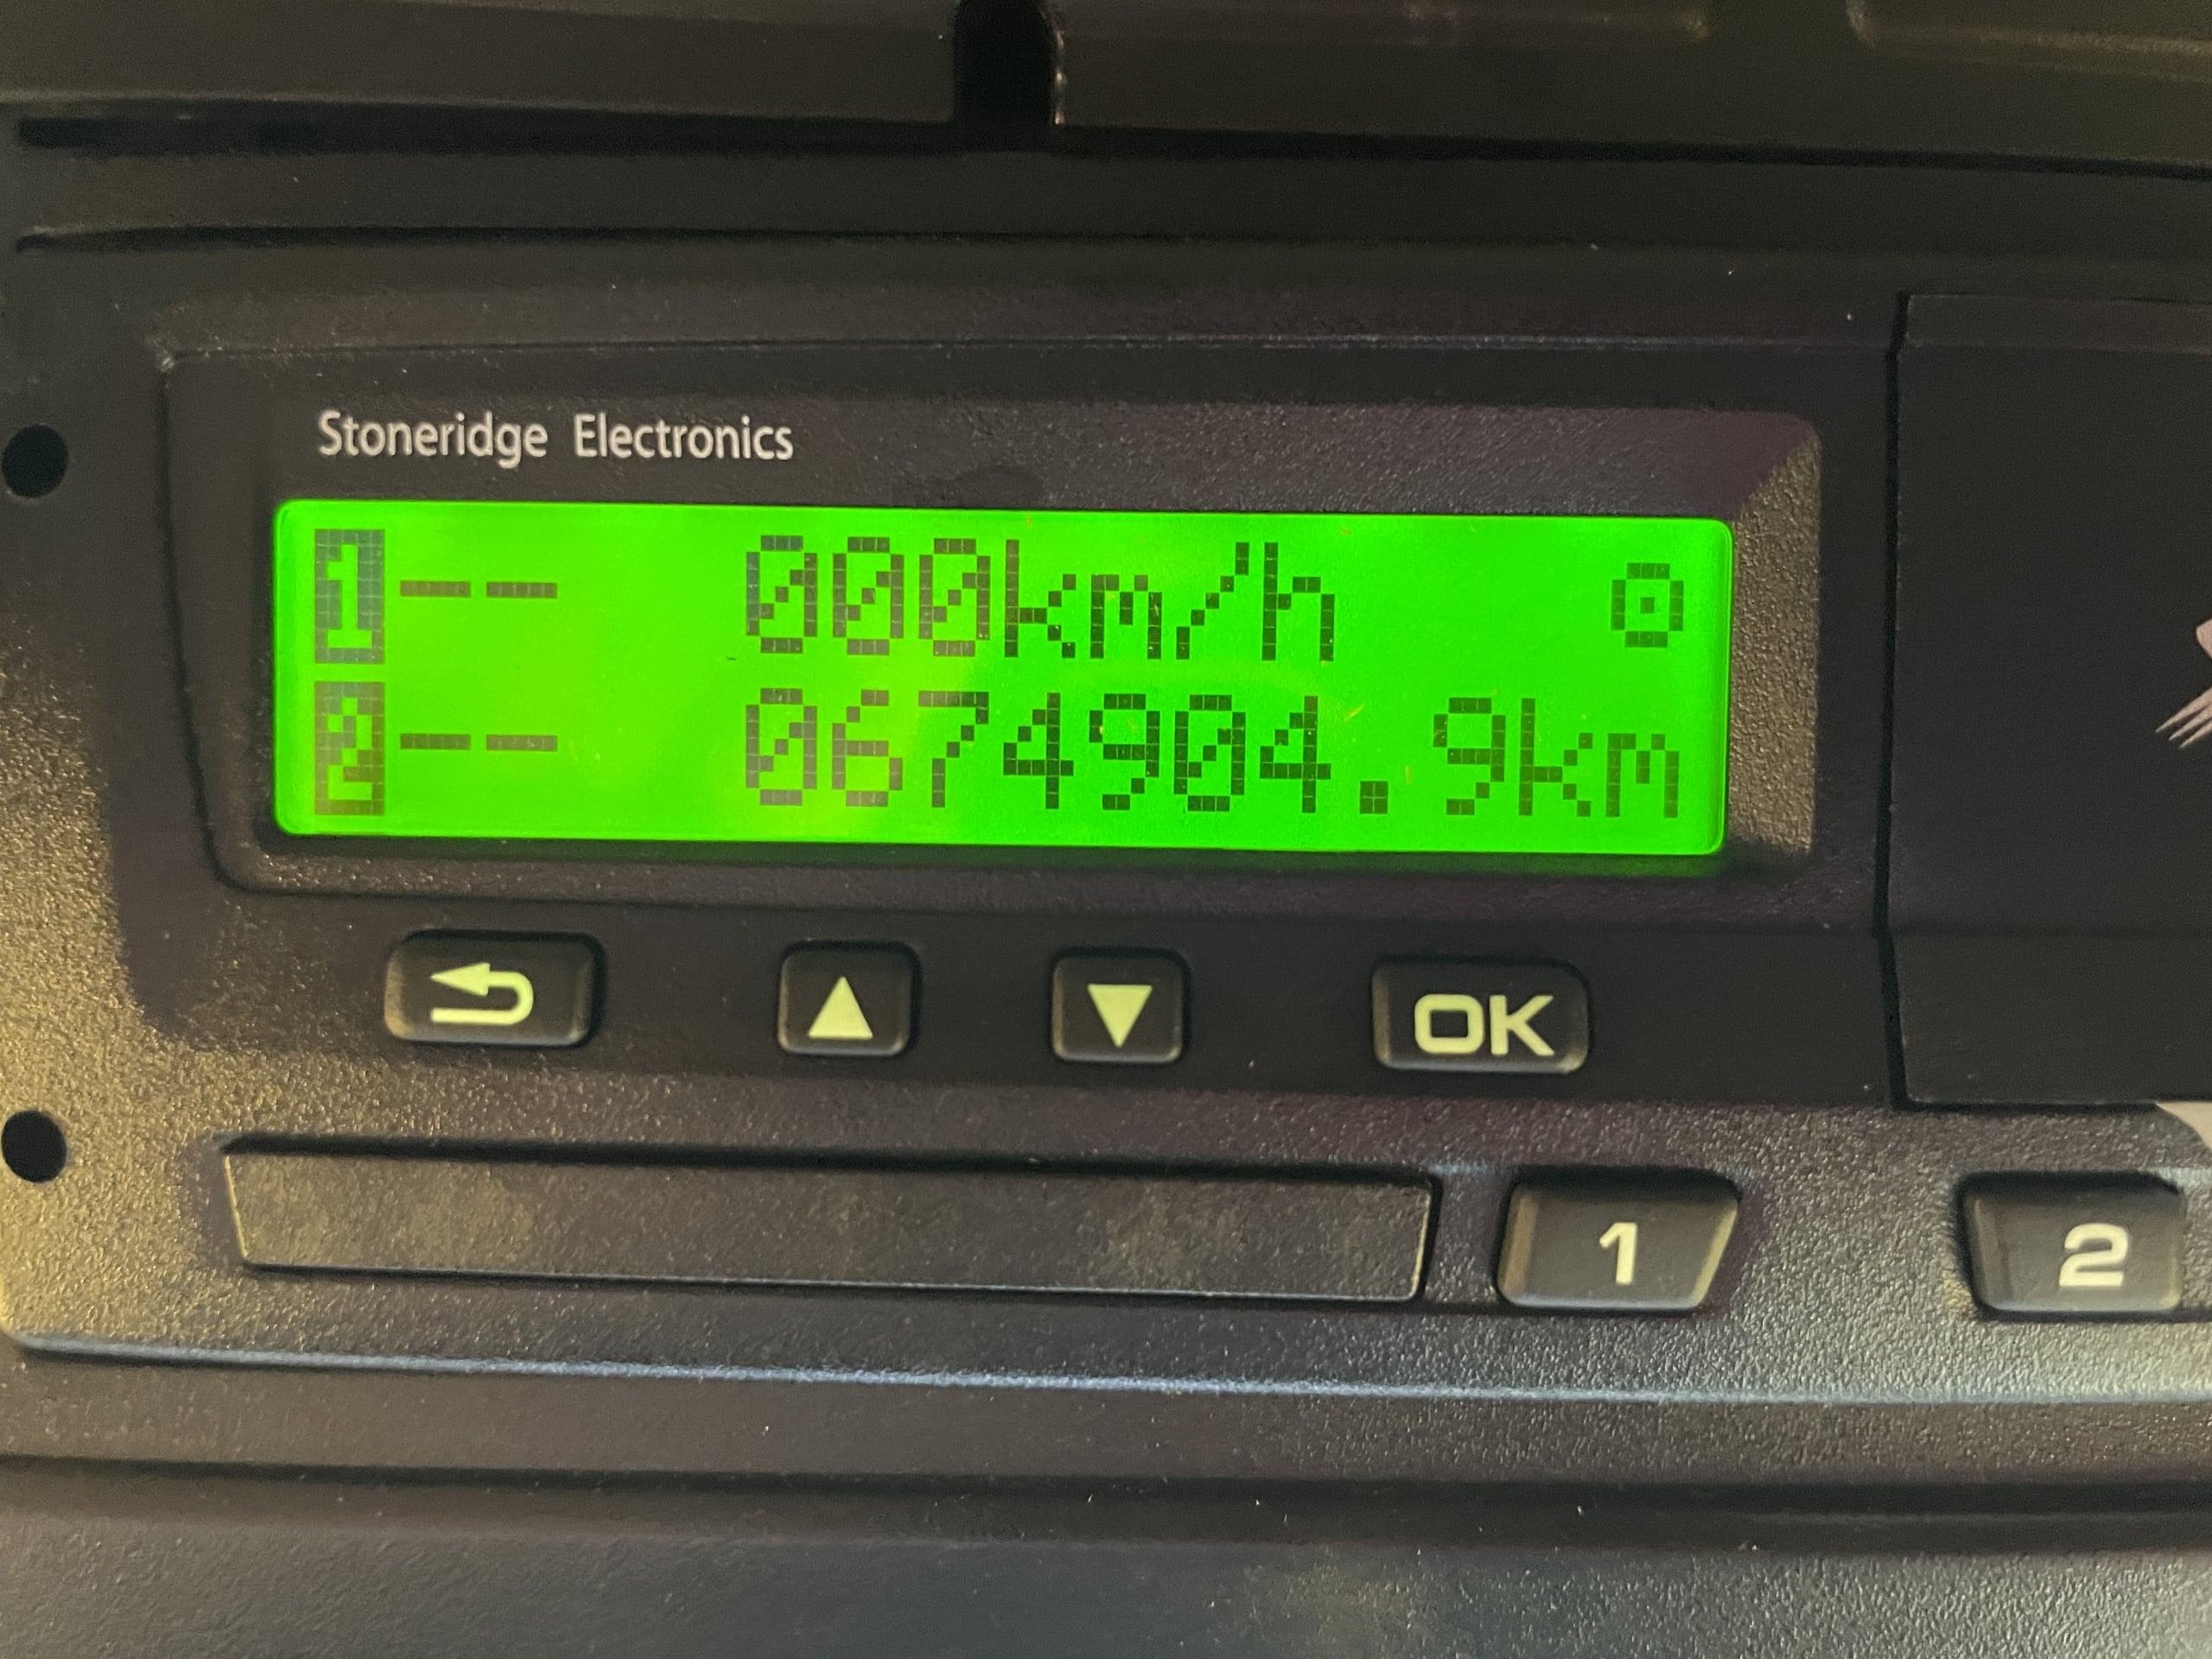 Stoneridge Electronics
1-- 000km/h
2-- 0674904.9km
OK
1
2